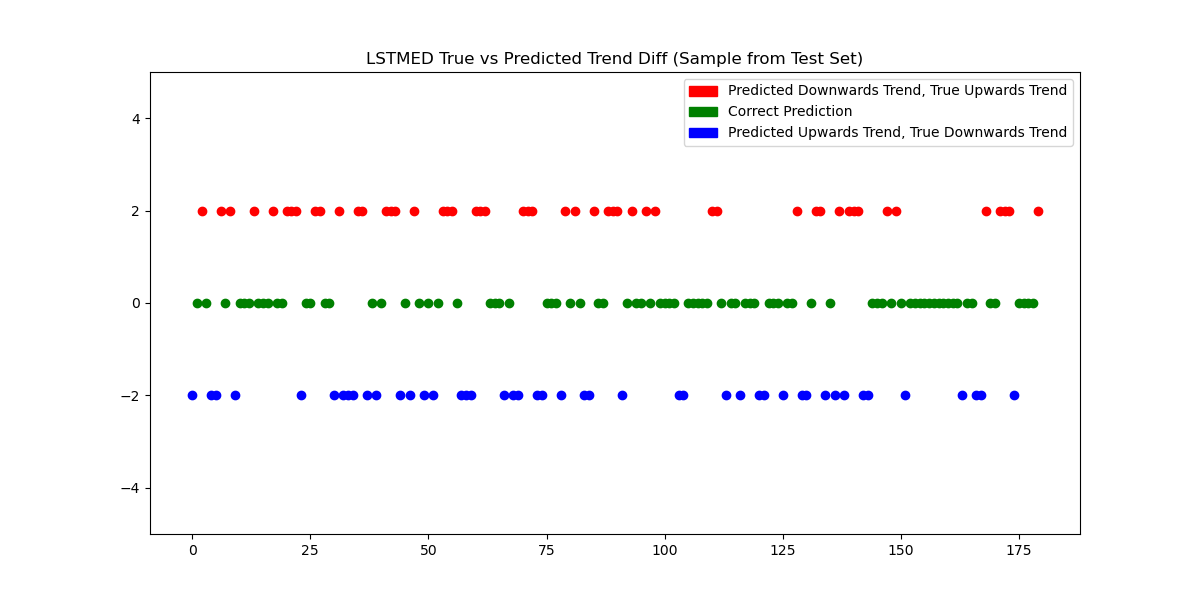 LSTMED True vs Predicted Trend Diff (Sample from Test Set)
Predicted Downwards Trend, True Upwards Trend
Correct Prediction
Predicted Upwards Trend, True Downwards Trend
4
2
0
−2
−4
0 25 50 75 100 125 150 175